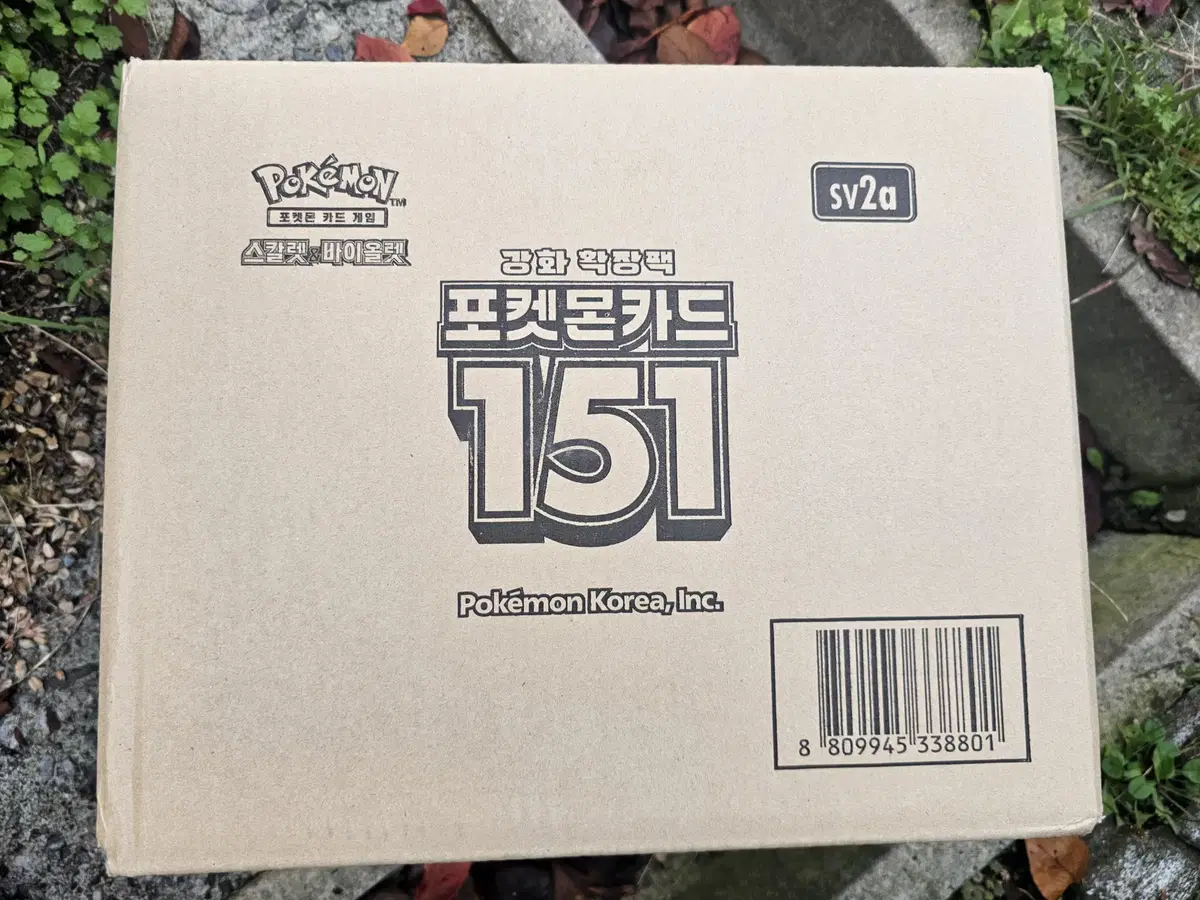 POKéMON™
포켓몬 카드 게임
스칼렛&바이올렛
SV2a
강화 확장팩
포켓몬카드
151
Pokémon Korea, Inc.
8 809945 338801